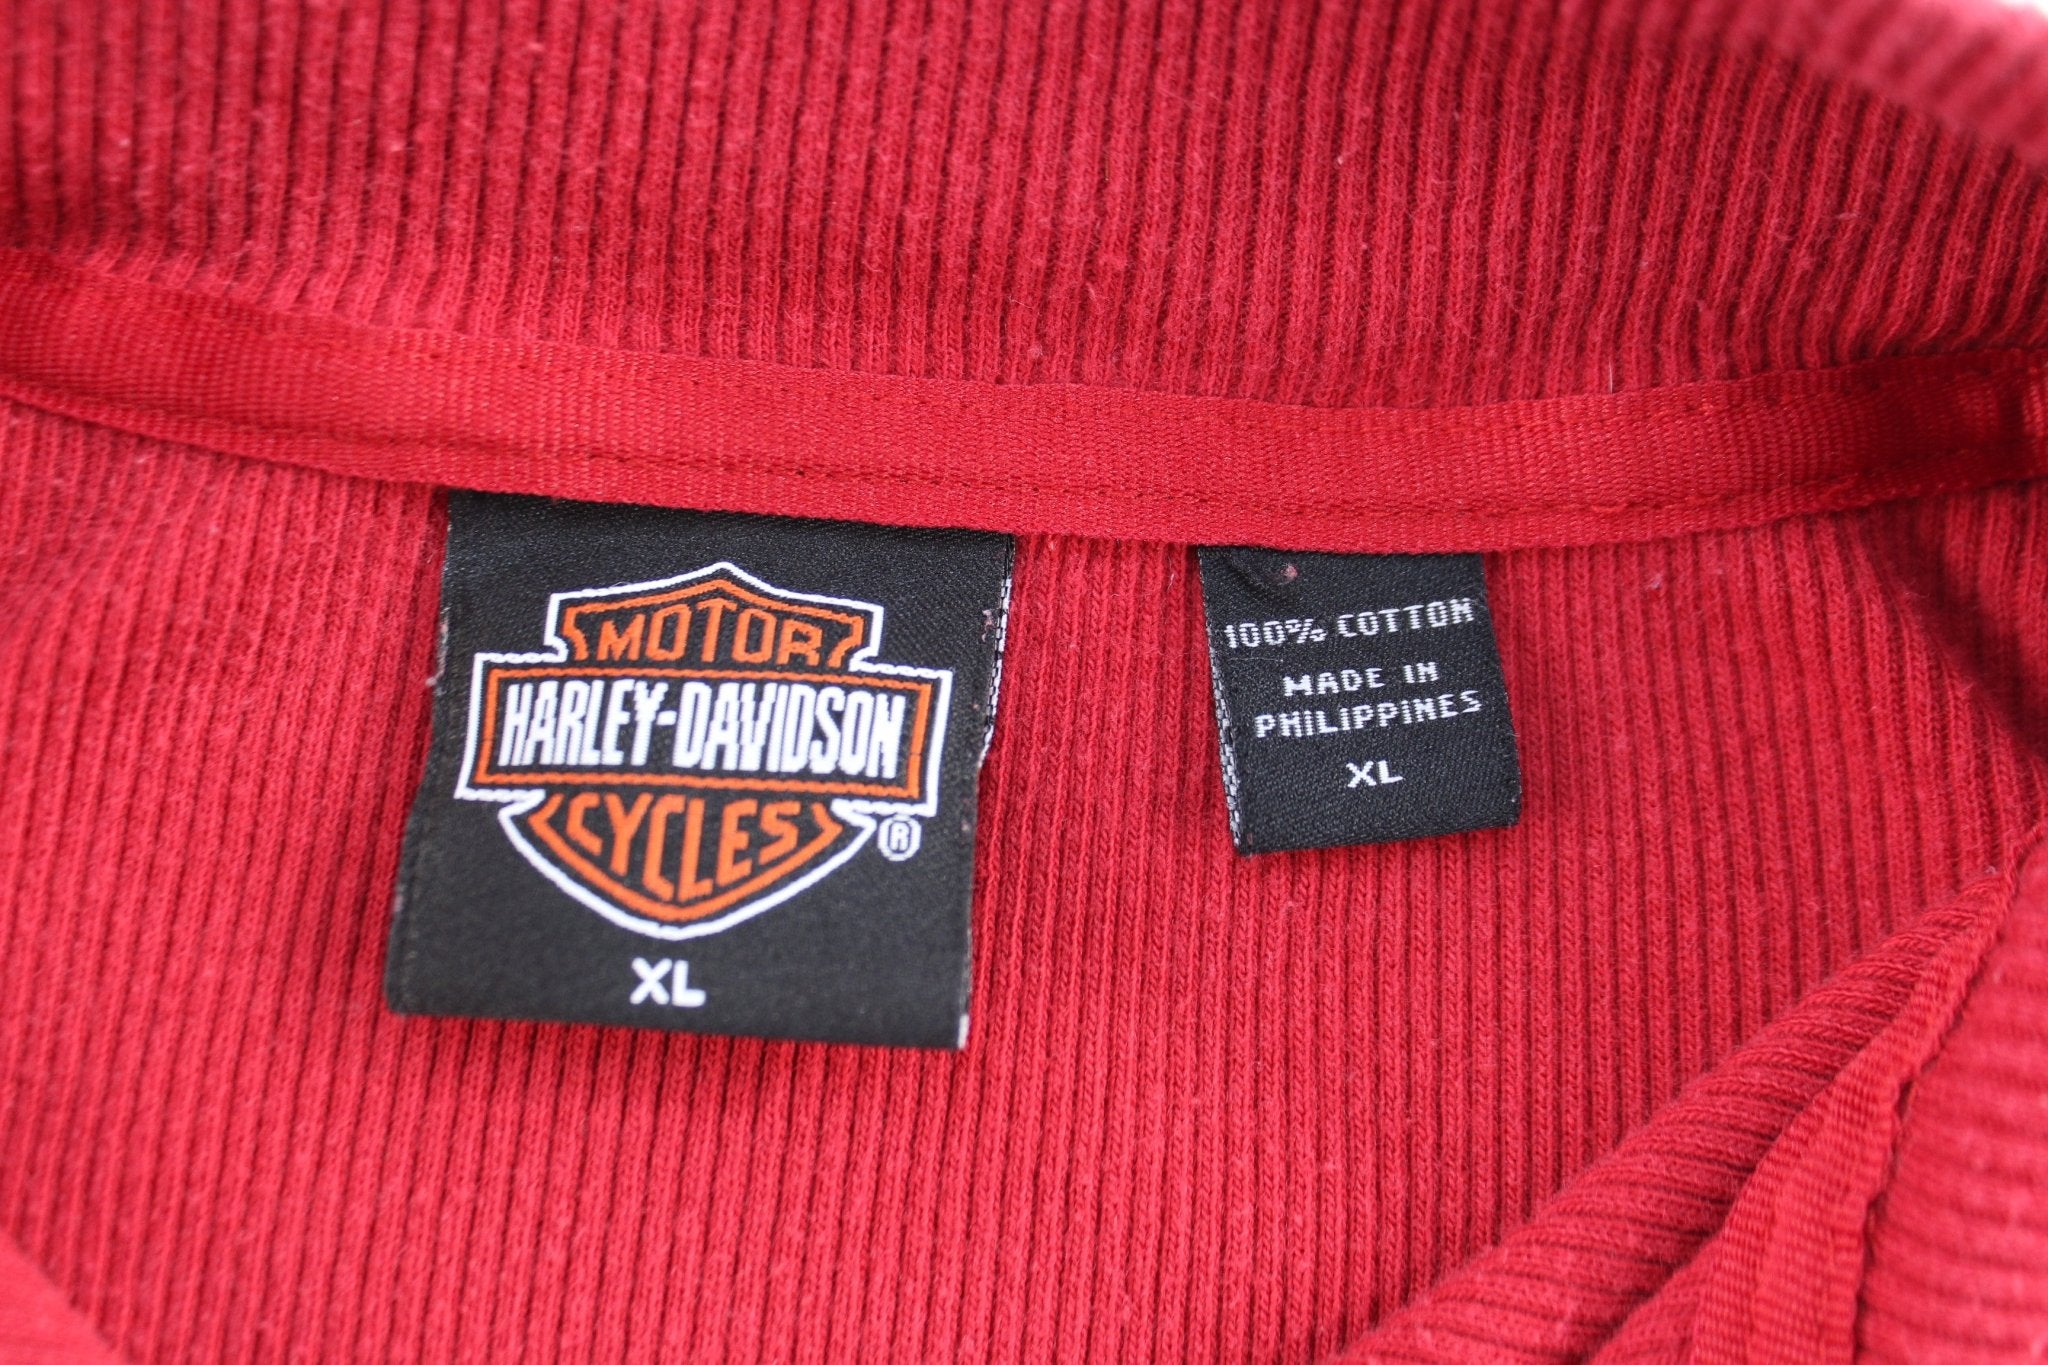 MOTOR
HARLEY-DAVIDSON
CYCLES
®
XL
100% COTTON
MADE IN
PHILIPPINES
XL